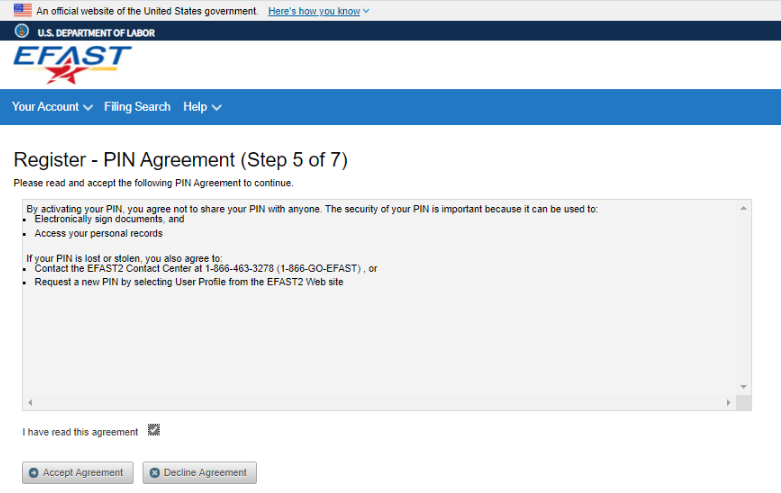 An official website of the United States government. Here's how you know
U.S. DEPARTMENT OF LABOR
EFAST
Your Account Filing Search Help
Register - PIN Agreement (Step 5 of 7)
Please read and accept the following PIN Agreement to continue.
By activating your PIN, you agree not to share your PIN with anyone. The security of your PIN is important because it can be used to:
Electronically sign documents, and
Access your personal records
If your PIN is lost or stolen, you also agree to:
Contact the EFAST2 Contact Center at 1-866-463-3278 (1-866-GO-EFAST) , or
Request a new PIN by selecting User Profile from the EFAST2 Web site
I have read this agreement
Accept Agreement Decline Agreement